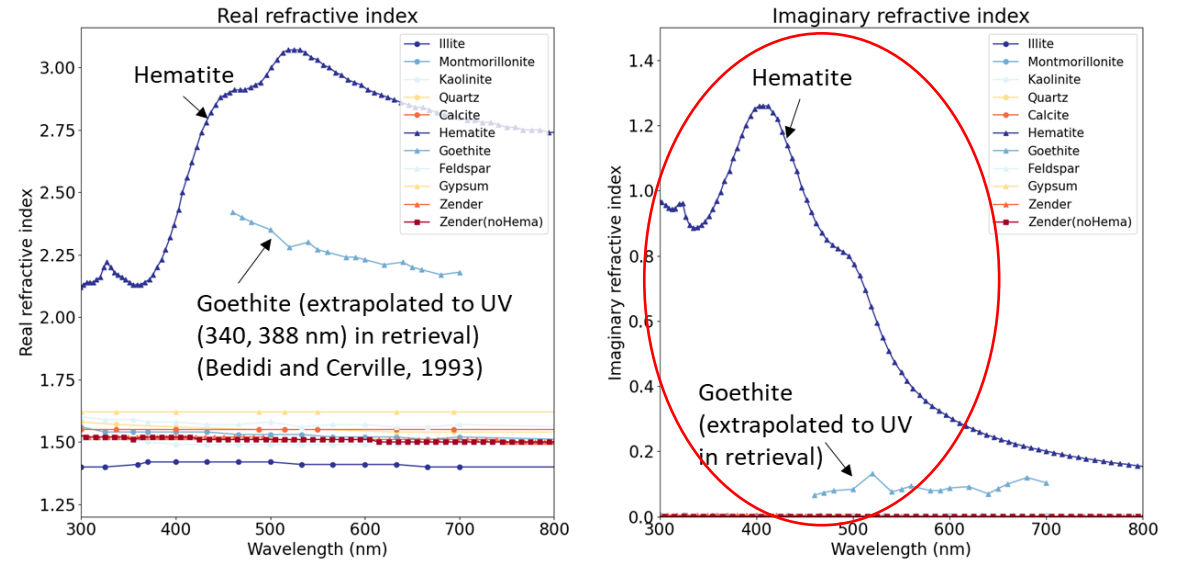 Real refractive index
Real refractive index
3.00
2.75
2.50
2.25
2.00
1.75
1.50
1.25
300
400
500
600
700
800
Wavelength (nm)
Hematite
Goethite (extrapolated to UV
(340, 388 nm) in retrieval)
(Bedidi and Cerville, 1993)
Illite
Montmorillonite
Kaolinite
Quartz
Calcite
Hematite
Goethite
Feldspar
Gypsum
Zender
Zender(noHema)
Imaginary refractive index
Imaginary refractive index
1.4
1.2
1.0
0.8
0.6
0.4
0.2
0.0
300
400
500
600
700
800
Wavelength (nm)
Hematite
Goethite
(extrapolated to UV
in retrieval)
Illite
Montmorillonite
Kaolinite
Quartz
Calcite
Hematite
Goethite
Feldspar
Gypsum
Zender
Zender(noHema)